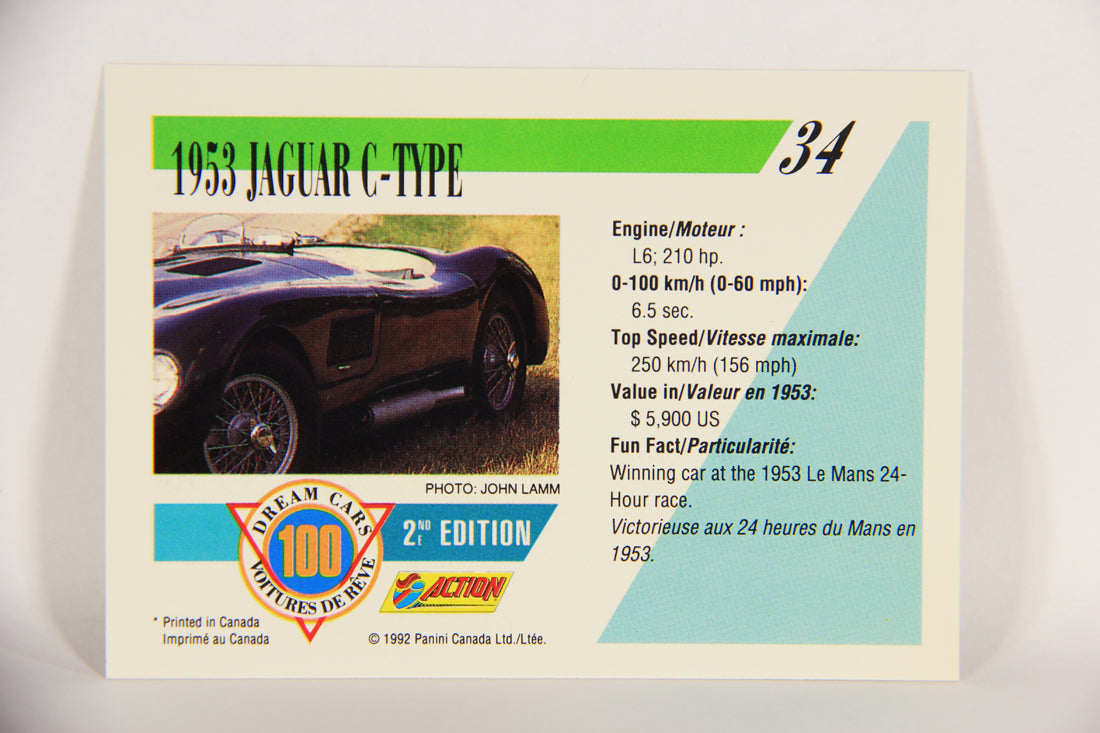 1953 JAGUAR C-TYPE
34
Engine/Moteur :
L6; 210 hp.
0-100 km/h (0-60 mph):
6.5 sec.
Top Speed/Vitesse maximale:
250 km/h (156 mph)
Value in/Valeur en 1953:
$ 5,900 US
Fun Fact/Particularité:
Winning car at the 1953 Le Mans 24-
Hour race.
Victorieuse aux 24 heures du Mans en
1953.
PHOTO: JOHN LAMM
DREAM CARS
100
VOITURES DE RÊVE
2ND E EDITION
ACTION
* Printed in Canada
Imprimé au Canada
© 1992 Panini Canada Ltd./Ltée.